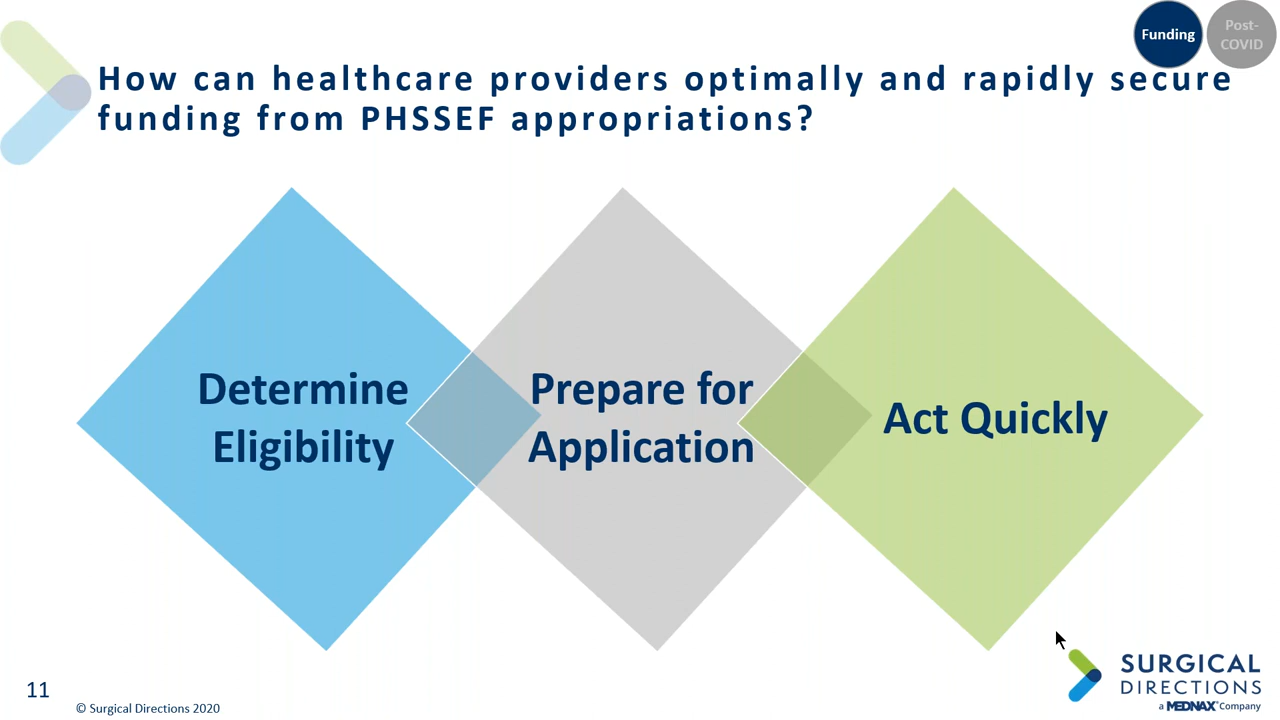 Funding
Post-
COVID
How can healthcare providers optimally and rapidly secure
funding from PHSSEF appropriations?
Determine
Eligibility
Prepare for
Application
Act Quickly
11
© Surgical Directions 2020
SURGICAL
DIRECTIONS
a MEDNAX® Company